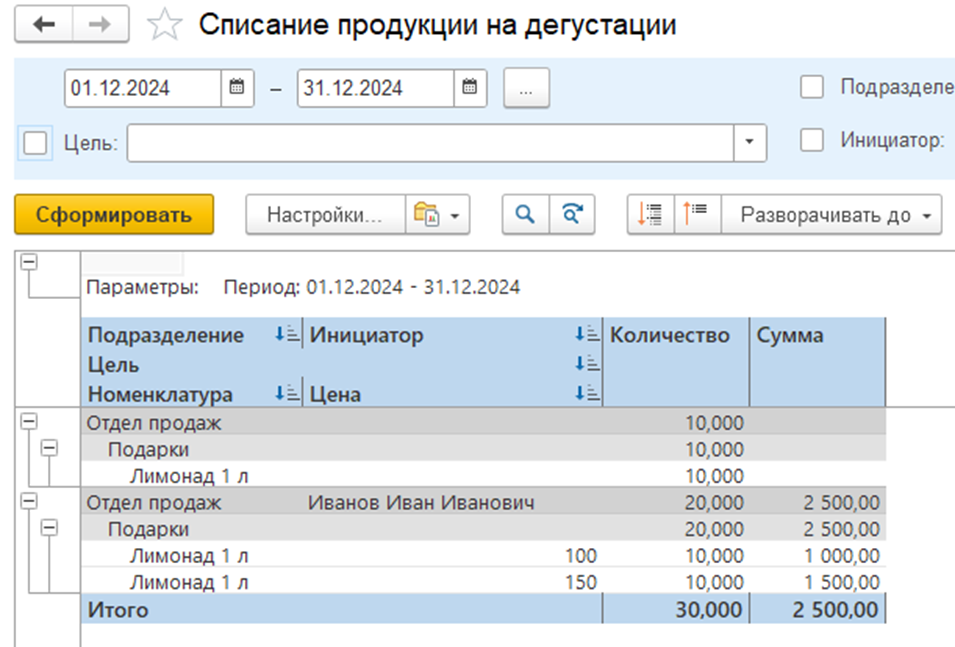 Списание продукции на дегустации
01.12.2024 – 31.12.2024 ... Подразделе
Цель: Инициатор:
Сформировать Настройки... Разворачивать до
Параметры: Период: 01.12.2024 - 31.12.2024
Подразделение Инициатор Количество Сумма
Цель
Номенклатура Цена
Отдел продаж 10,000
Подарки 10,000
Лимонад 1 л 10,000
Отдел продаж Иванов Иван Иванович 20,000 2 500,00
Подарки 20,000 2 500,00
Лимонад 1 л 100 10,000 1 000,00
Лимонад 1 л 150 10,000 1 500,00
Итого 30,000 2 500,00